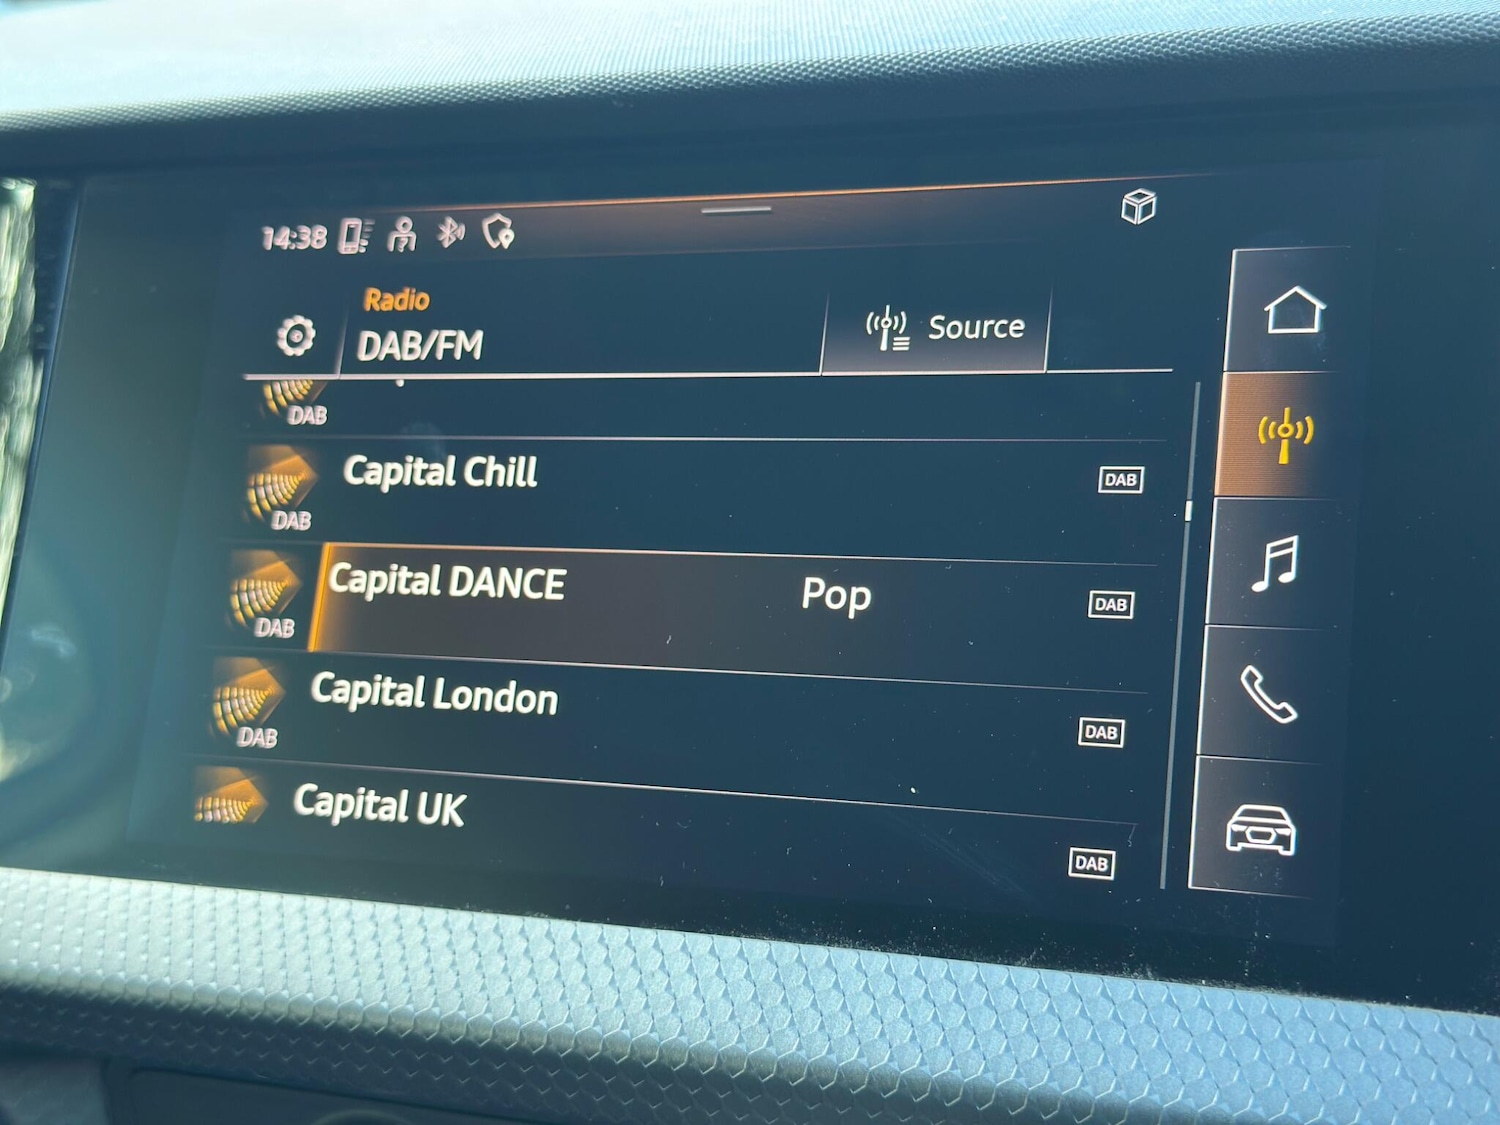 14:38
Radio
DAB/FM
Source
DAB
Capital Chill
DAB
DAB
Capital DANCE
Pop
DAB
DAB
Capital London
DAB
DAB
Capital UK
DAB